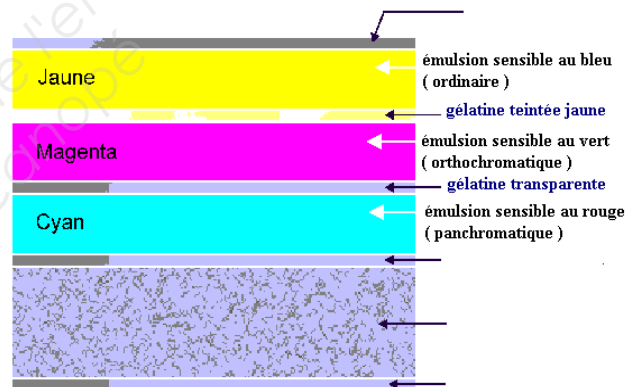 Jaune
émulsion sensible au bleu
( ordinaire )
gélatine teintée jaune
Magenta
émulsion sensible au vert
( orthochromatique )
gélatine transparente
Cyan
émulsion sensible au rouge
( panchromatique )